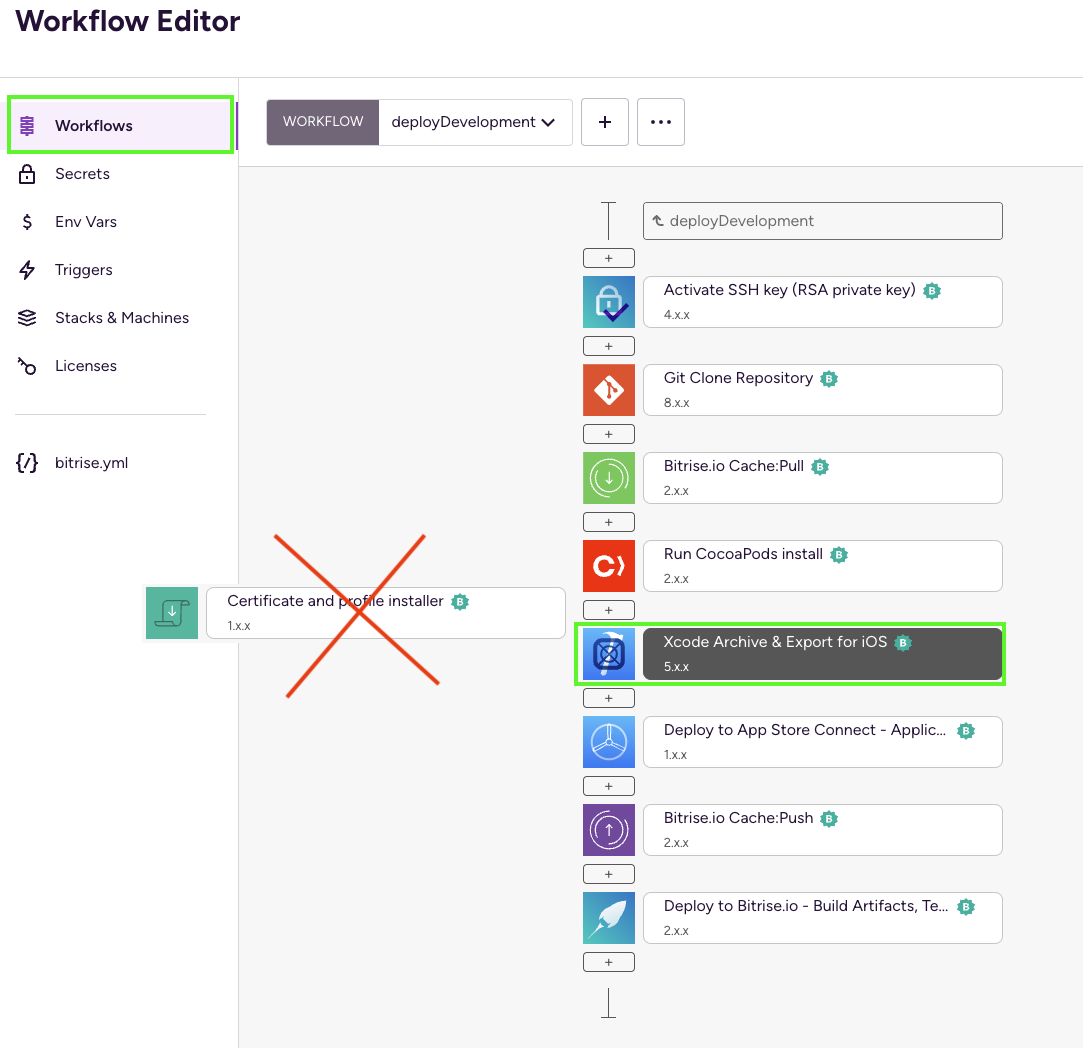 Workflow Editor
Workflows
Secrets
Env Vars
Triggers
Stacks & Machines
Licenses
bitrise.yml
WORKFLOW deployDevelopment + ...
deployDevelopment
+
Activate SSH key (RSA private key) B
4.x.x
+
Git Clone Repository B
8.x.x
+
Bitrise.io Cache:Pull B
2.x.x
+
Run CocoaPods install B
2.x.x
+
Certificate and profile installer B
1.x.x
Xcode Archive & Export for iOS B
5.x.x
+
Deploy to App Store Connect - Applic... B
1.x.x
+
Bitrise.io Cache:Push B
2.x.x
+
Deploy to Bitrise.io - Build Artifacts, Te... B
2.x.x
+